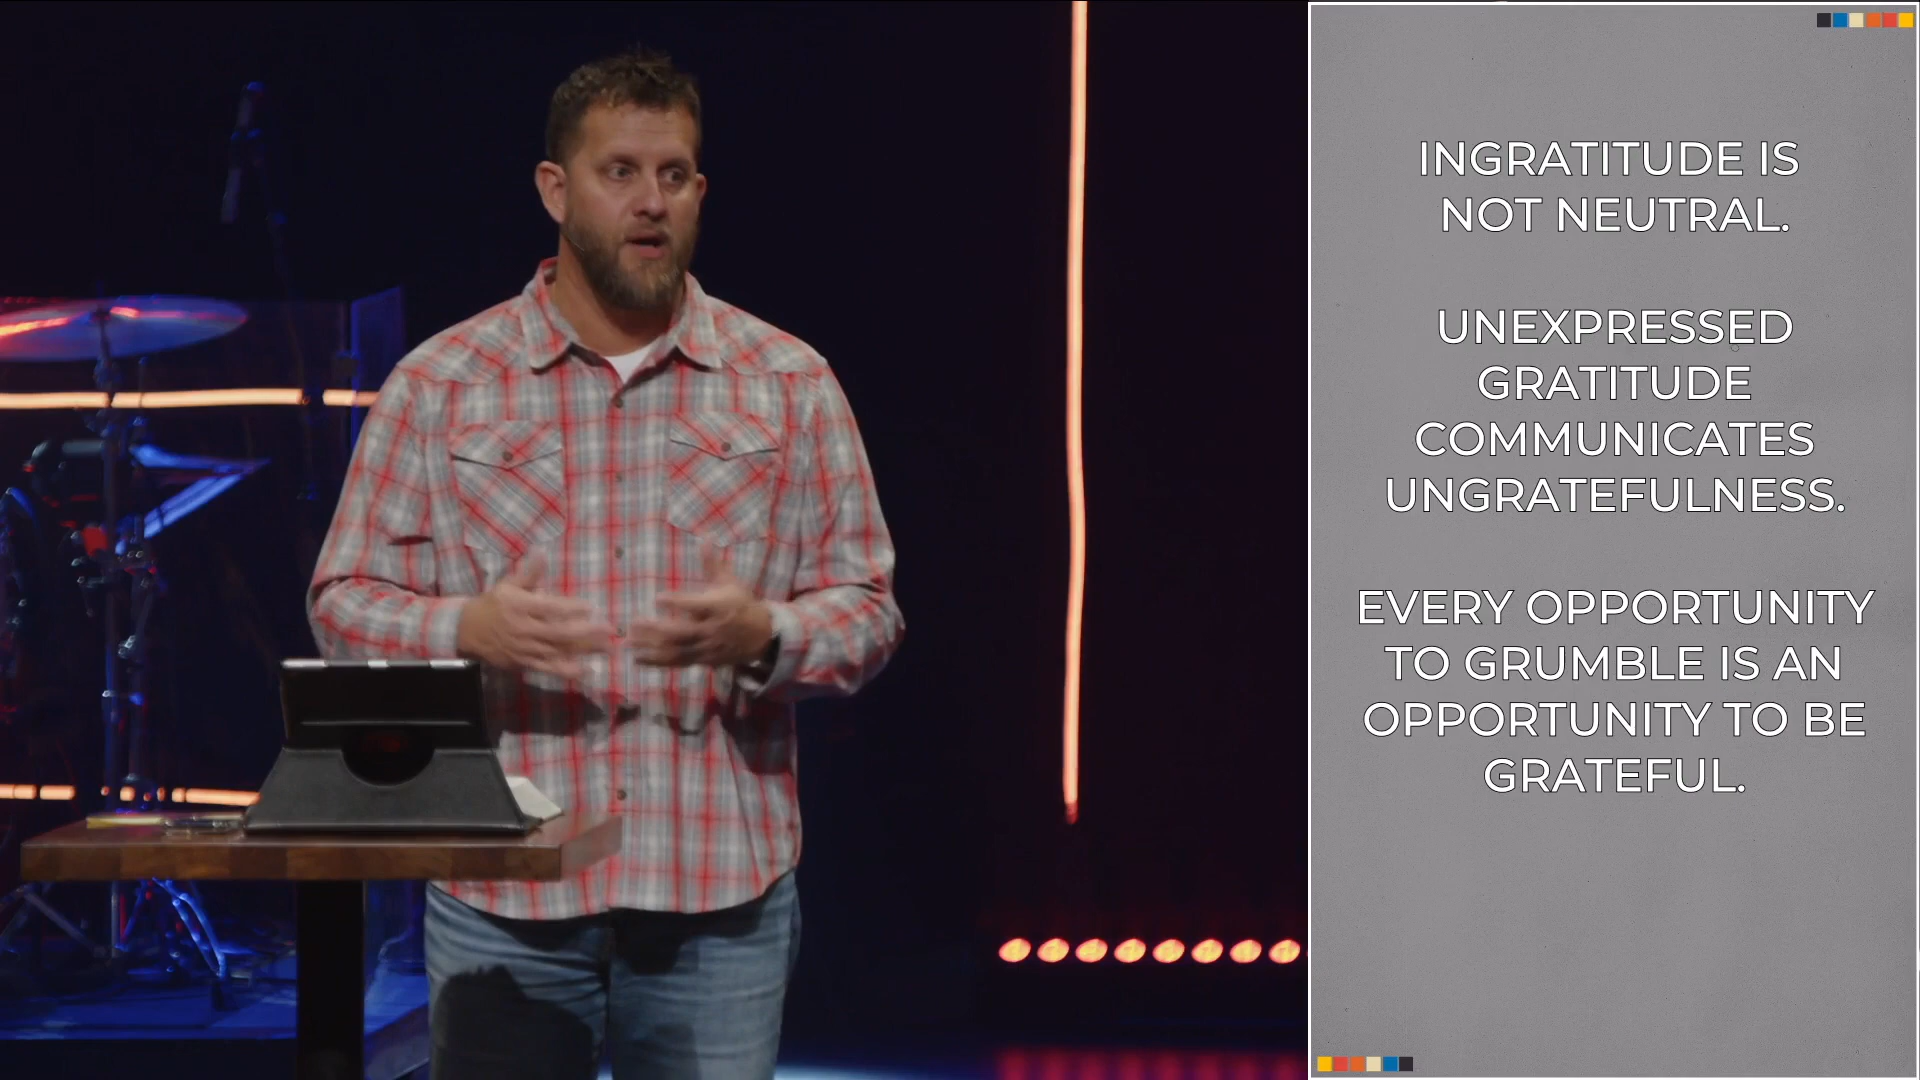 INGRATITUDE IS
NOT NEUTRAL.
UNEXPRESSED
GRATITUDE
COMMUNICATES
UNGRATEFULNESS.
EVERY OPPORTUNITY
TO GRUMBLE IS AN
OPPORTUNITY TO BE
GRATEFUL.